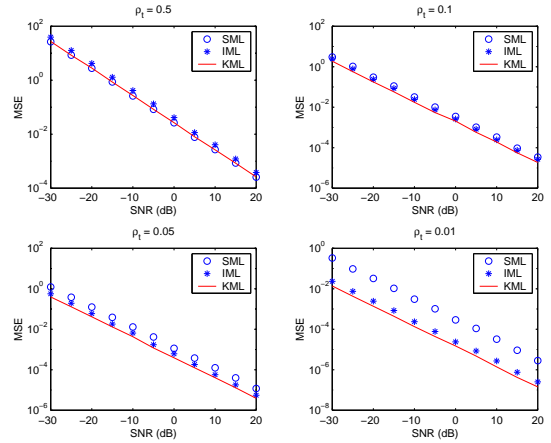 ρt = 0.5
10^2
10^0
10^−2
10^−4
MSE
−30 −20 −10 0 10 20
SNR (dB)
SML
IML
KML
ρt = 0.1
10^2
10^0
10^−2
10^−4
10^−6
MSE
−30 −20 −10 0 10 20
SNR (dB)
SML
IML
KML
ρt = 0.05
10^2
10^0
10^−2
10^−4
10^−6
MSE
−30 −20 −10 0 10 20
SNR (dB)
SML
IML
KML
ρt = 0.01
10^0
10^−2
10^−4
10^−6
10^−8
MSE
−30 −20 −10 0 10 20
SNR (dB)
SML
IML
KML